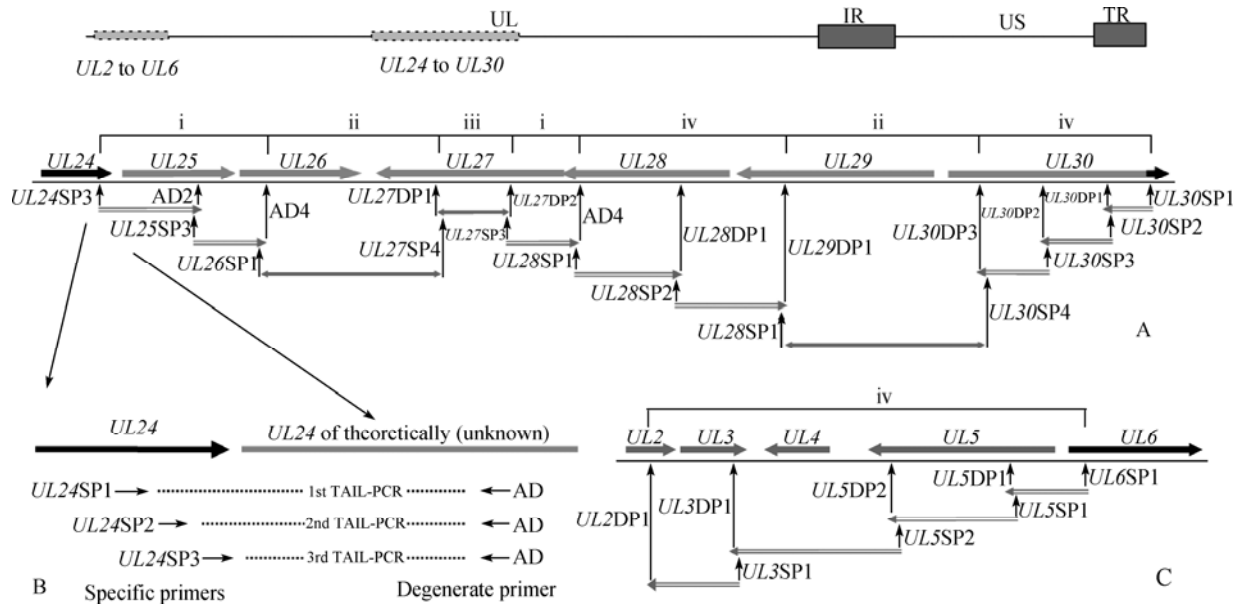 UL IR US TR
UL2 to UL6 UL24 to UL30
i ii iii i iv ii iv
UL24 UL25 UL26 UL27 UL28 UL29 UL30
UL24SP3 AD2 AD4 UL27DP1 UL27DP2 AD4 UL28DP1 UL29DP1 UL30DP3 UL30DP2 UL30DP1 UL30SP1
UL25SP3 UL27SP4 UL27SP3 UL30SP2
UL26SP1 UL28SP1 UL30SP3
UL28SP2 UL30SP4
UL28SP1
A
UL24 UL24 of thcorctically (unknown)
UL24SP1 1st TAIL-PCR AD
UL24SP2 2nd TAIL-PCR AD
UL24SP3 3rd TAIL-PCR AD
B Specific primers Degenerate primer
iv
UL2 UL3 UL4 UL5 UL6
UL2DP1 UL3DP1 UL5DP2 UL5DP1 UL6SP1
UL5SP1
UL5SP2
UL3SP1
C